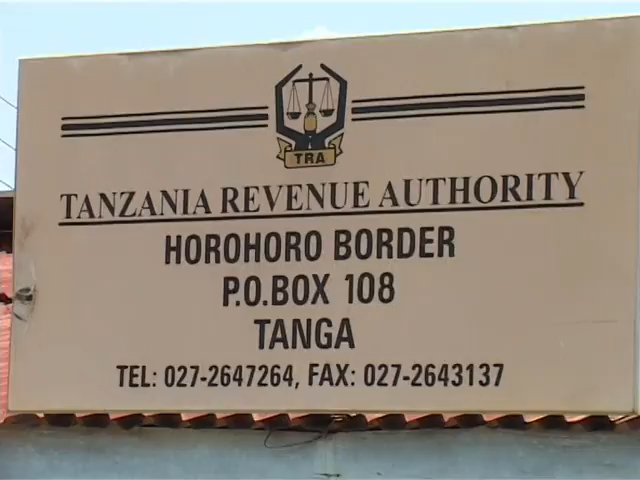 TRA
TANZANIA REVENUE AUTHORITY
HOROHORO BORDER
P.O.BOX 108
TANGA
TEL: 027-2647264, FAX: 027-2643137